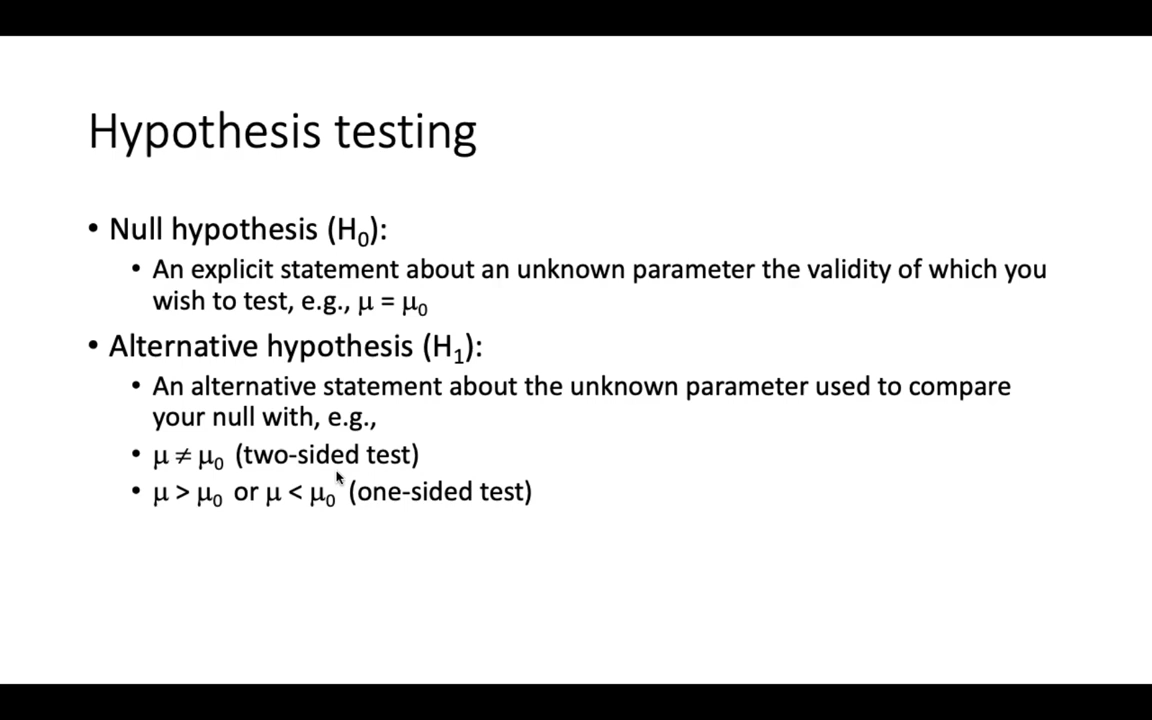 Hypothesis testing
• Null hypothesis (H₀):
• An explicit statement about an unknown parameter the validity of which you
wish to test, e.g., μ = μ₀
• Alternative hypothesis (H₁):
• An alternative statement about the unknown parameter used to compare
your null with, e.g.,
• μ ≠ μ₀ (two-sided test)
• μ > μ₀ or μ < μ₀ (one-sided test)